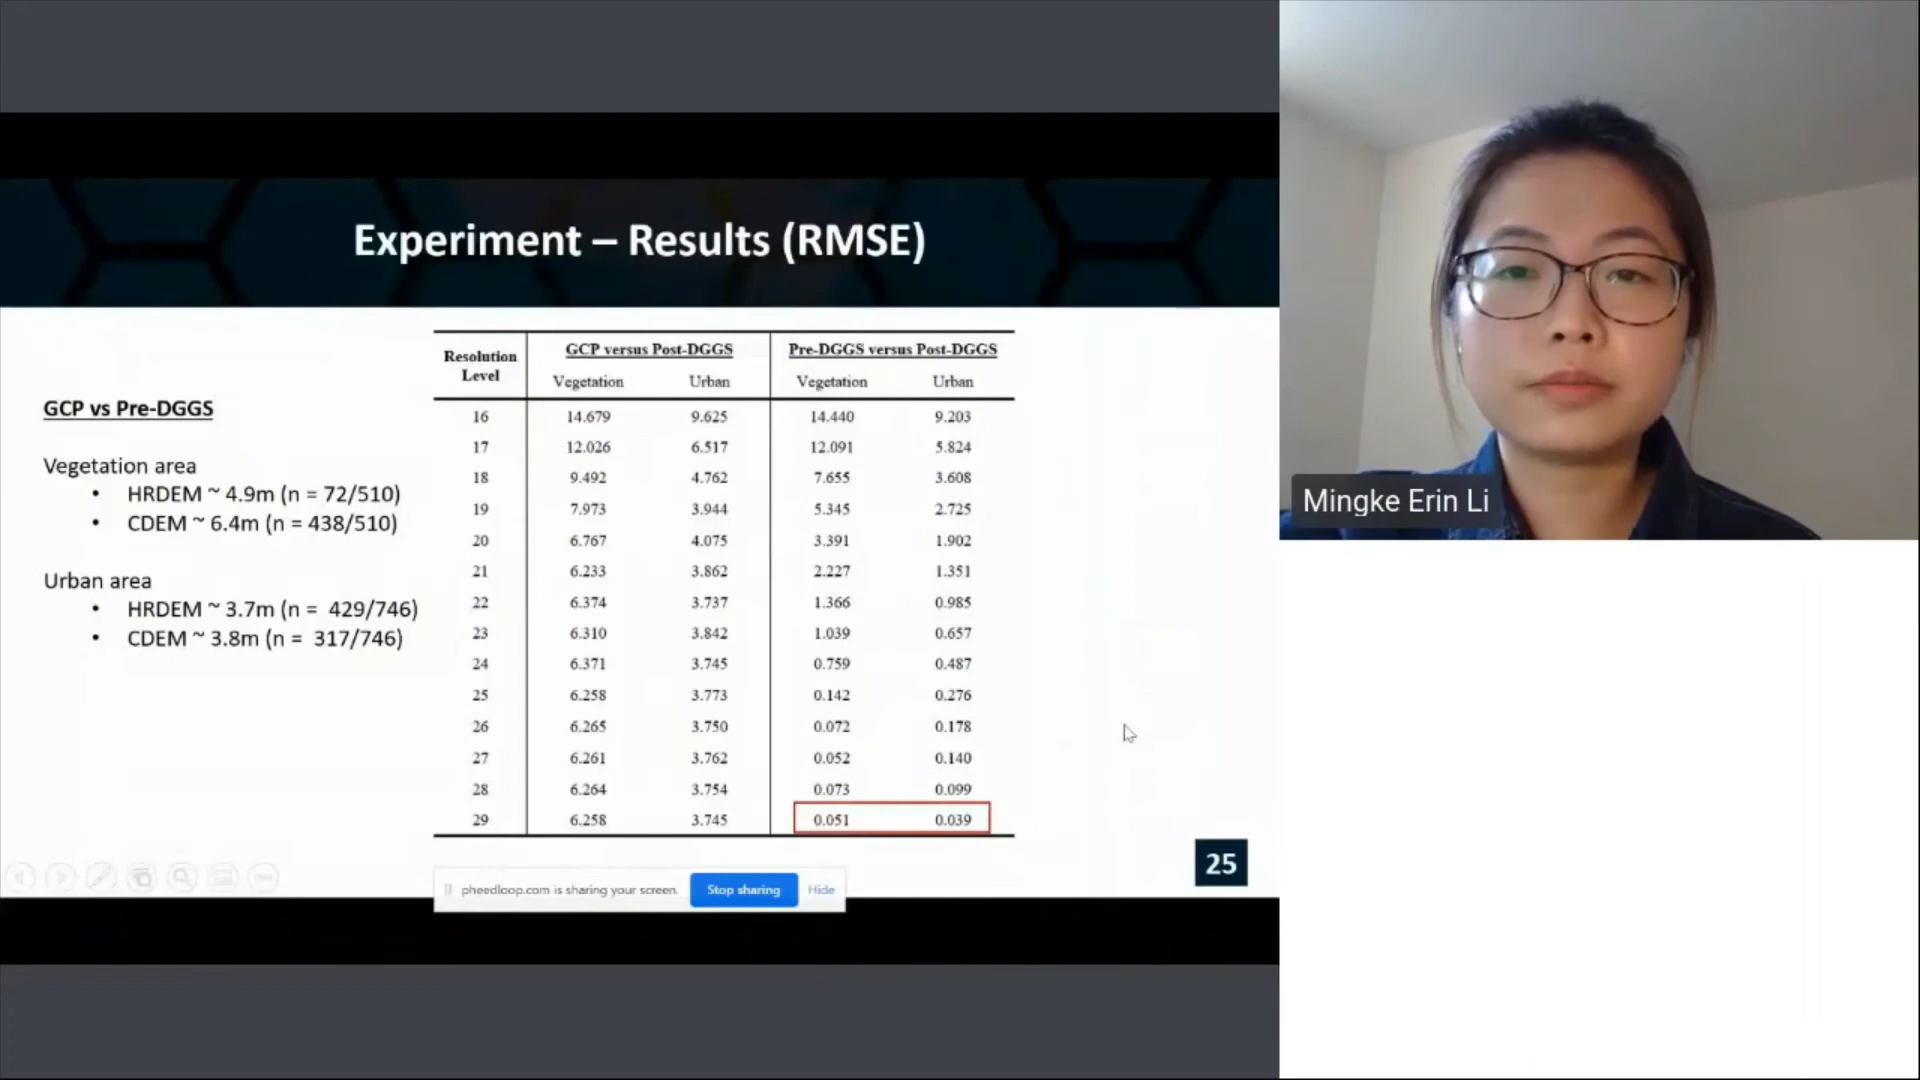 Experiment – Results (RMSE)
GCP vs Pre-DGGS
Vegetation area
• HRDEM ~ 4.9m (n = 72/510)
• CDEM ~ 6.4m (n = 438/510)
Urban area
• HRDEM ~ 3.7m (n = 429/746)
• CDEM ~ 3.8m (n = 317/746)
Resolution Level GCP versus Post-DGGS Pre-DGGS versus Post-DGGS
Vegetation Urban Vegetation Urban
16 14.679 9.625 14.440 9.203
17 12.026 6.517 12.091 5.824
18 9.492 4.762 7.655 3.608
19 7.973 3.944 5.345 2.725
20 6.767 4.075 3.391 1.902
21 6.233 3.862 2.227 1.351
22 6.374 3.737 1.366 0.985
23 6.310 3.842 1.039 0.657
24 6.371 3.745 0.759 0.487
25 6.258 3.773 0.142 0.276
26 6.265 3.750 0.072 0.178
27 6.261 3.762 0.052 0.140
28 6.264 3.754 0.073 0.099
29 6.258 3.745 0.051 0.039
25
pheedloop.com is sharing your screen. Stop sharing Hide
Mingke Erin Li